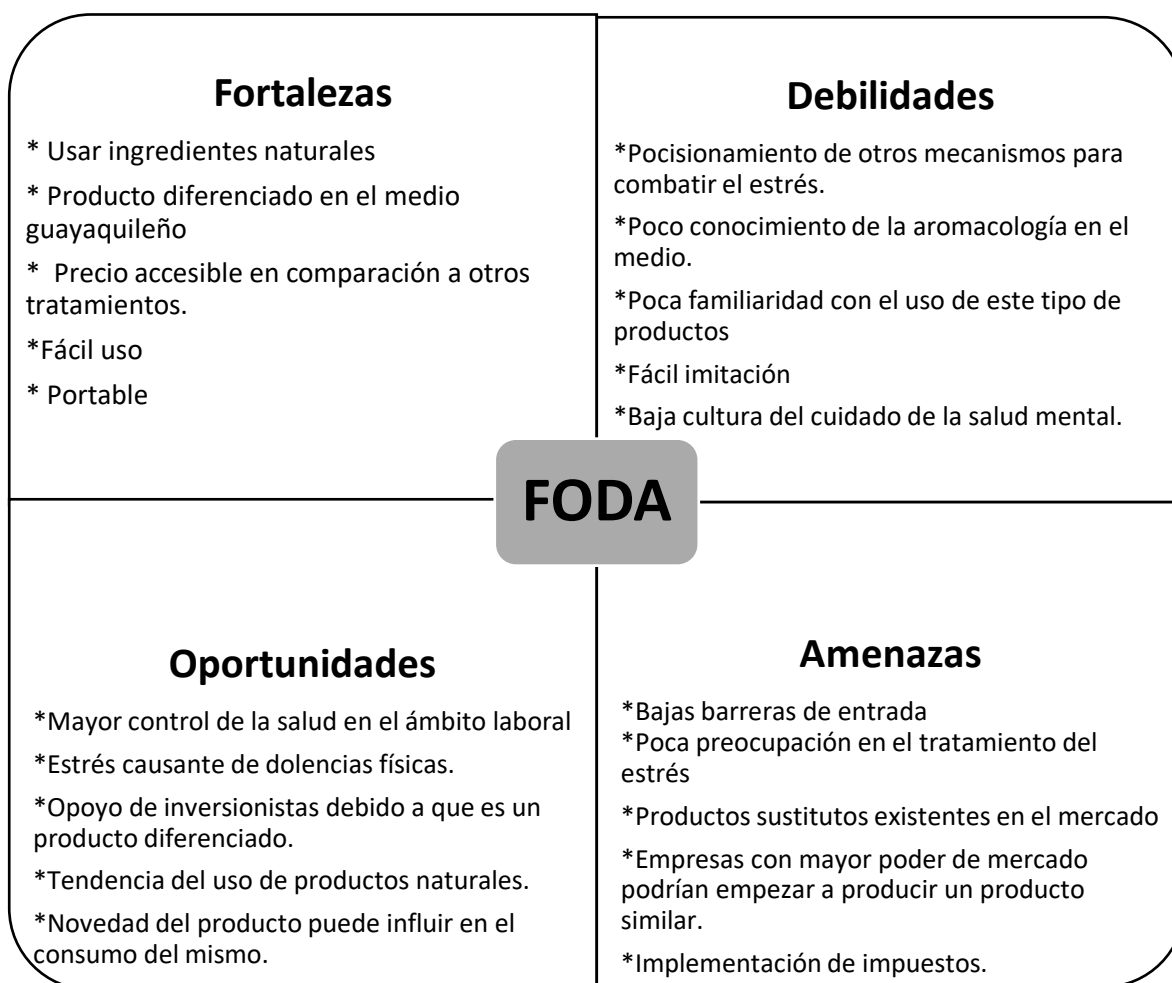 Fortalezas
* Usar ingredientes naturales
* Producto diferenciado en el medio
guayaquileño
* Precio accesible en comparación a otros
tratamientos.
*Fácil uso
* Portable
Debilidades
*Pocisionamiento de otros mecanismos para
combatir el estrés.
*Poco conocimiento de la aromacología en el
medio.
*Poca familiaridad con el uso de este tipo de
productos
*Fácil imitación
*Baja cultura del cuidado de la salud mental.
FODA
Oportunidades
*Mayor control de la salud en el ámbito laboral
*Estrés causante de dolencias físicas.
*Opoyo de inversionistas debido a que es un
producto diferenciado.
*Tendencia del uso de productos naturales.
*Novedad del producto puede influir en el
consumo del mismo.
Amenazas
*Bajas barreras de entrada
*Poca preocupación en el tratamiento del
estrés
*Productos sustitutos existentes en el mercado
*Empresas con mayor poder de mercado
podrían empezar a producir un producto
similar.
*Implementación de impuestos.